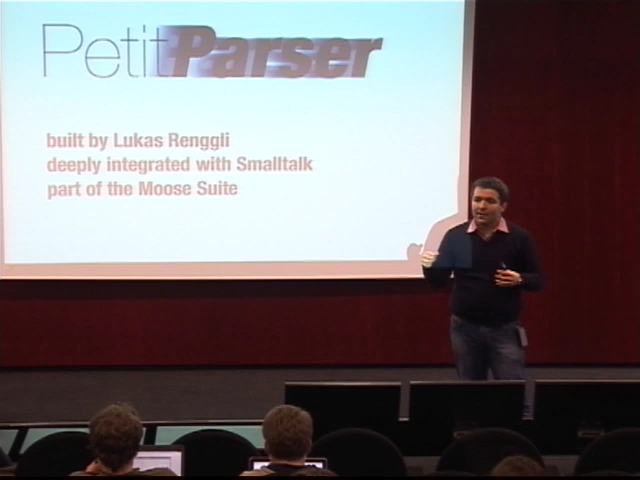 PetitParser
built by Lukas Renggli
deeply integrated with Smalltalk
part of the Moose Suite